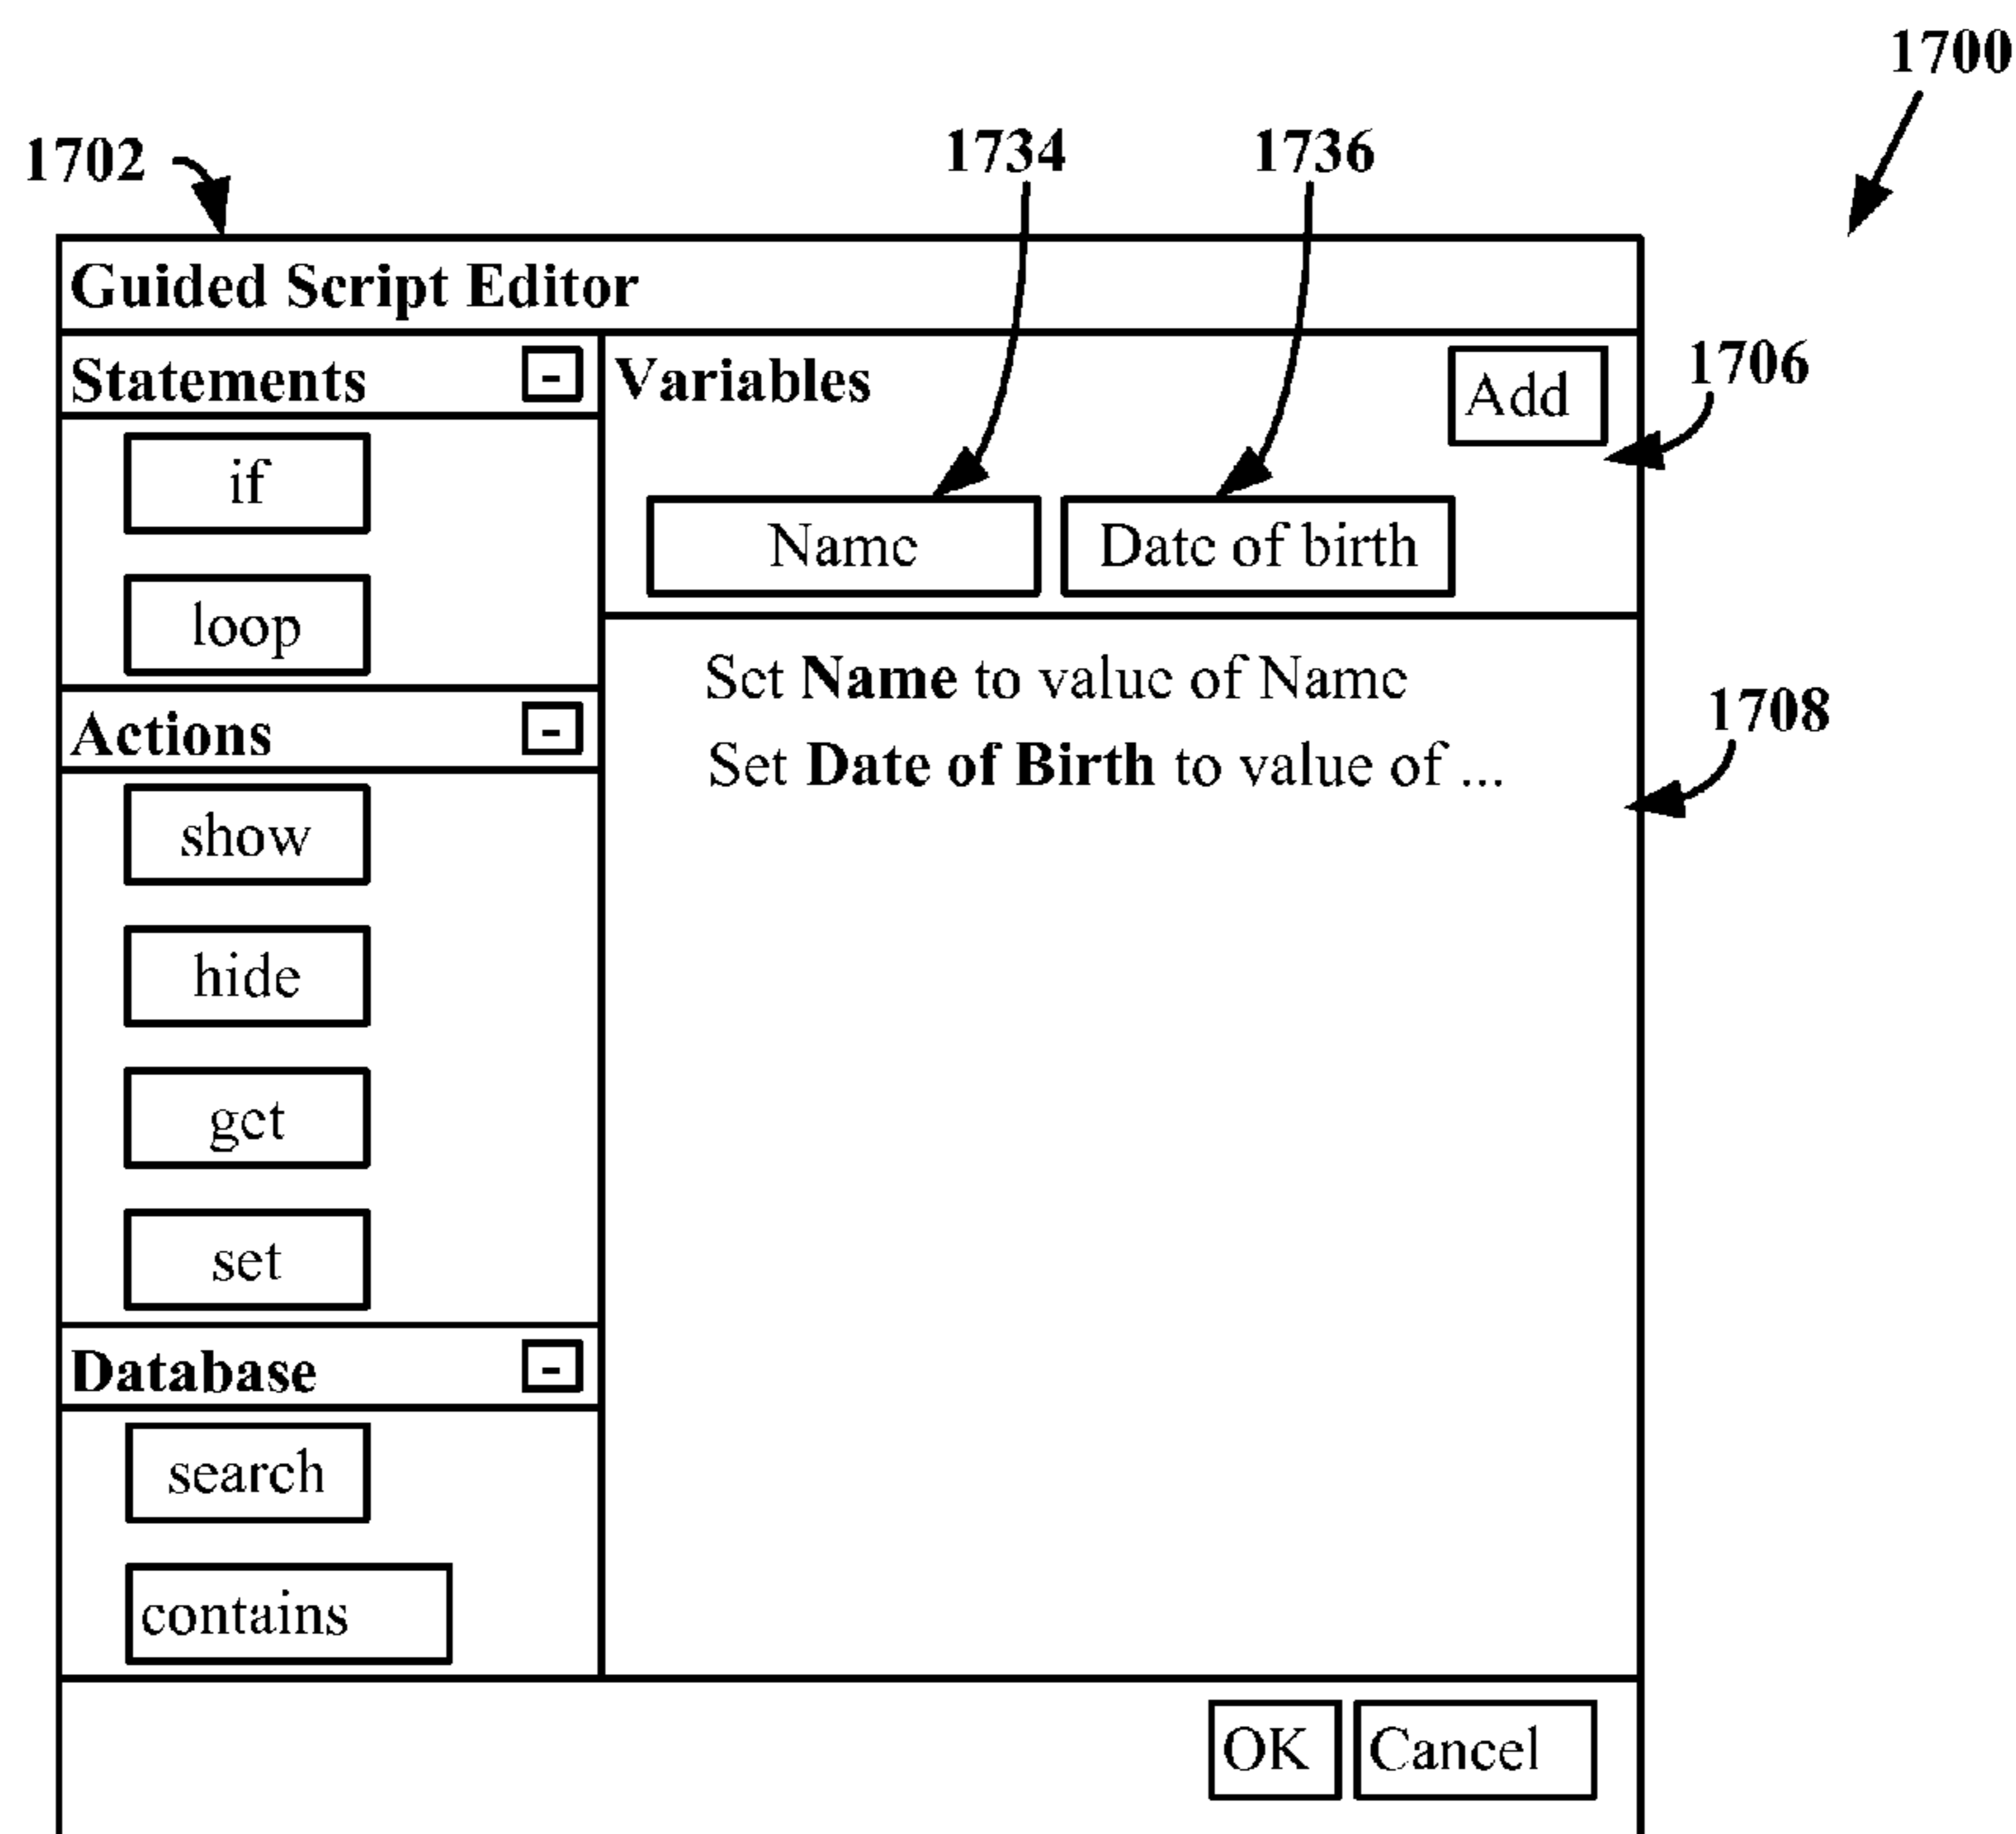 1700
1702
1734 1736
Guided Script Editor
Statements -
Variables
Add
1706
if
Name Date of birth
loop
Set Name to value of Name
Set Date of Birth to value of ...
1708
Actions -
show
hide
get
set
Database -
search
contains
OK Cancel